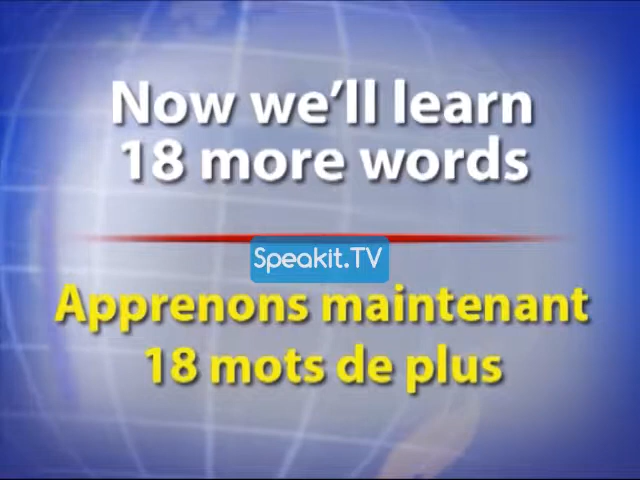 Now we'll learn
18 more words
Speakit.TV
Apprenons maintenant
18 mots de plus